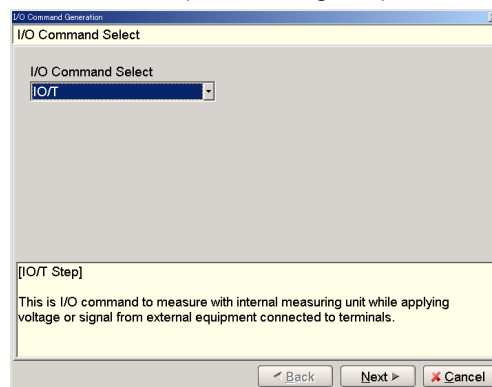 I/O Command Generation
I/O Command Select
I/O Command Select
IO/T
[IO/T Step]
This is I/O command to measure with internal measuring unit while applying
voltage or signal from external equipment connected to terminals.
Back Next Cancel